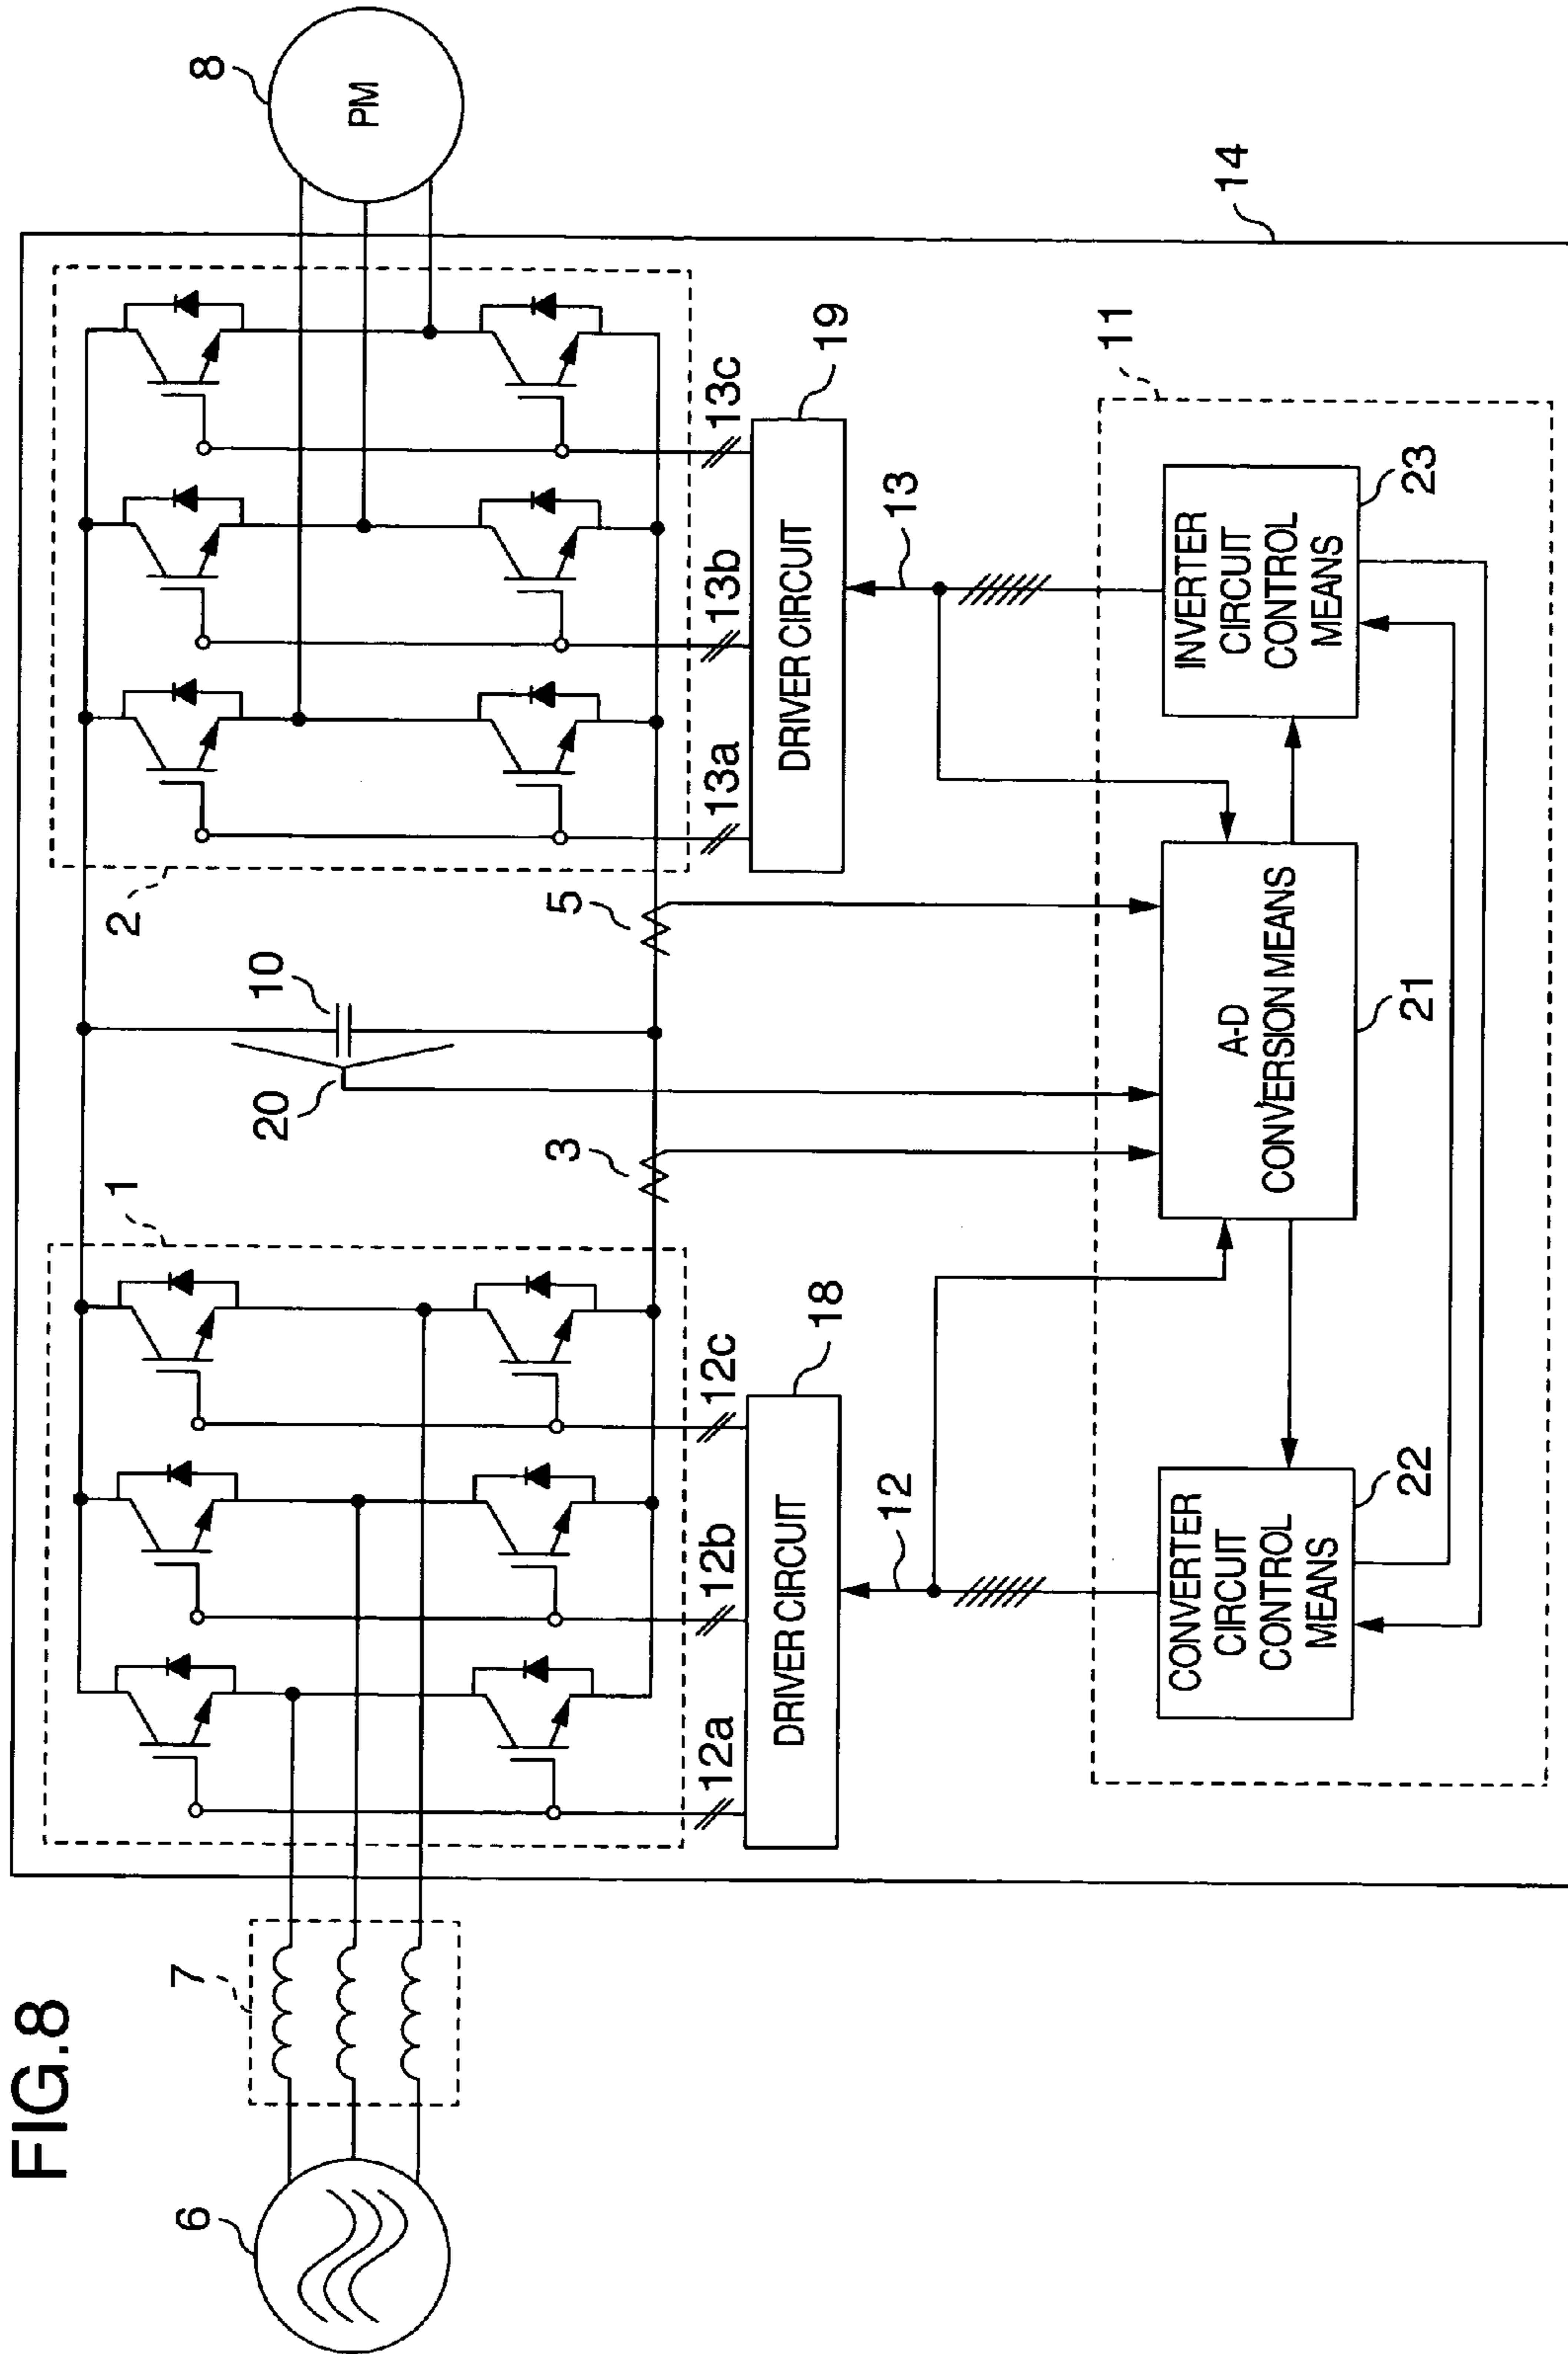 FIG.8
6
7
1
12a
12b
12c
DRIVER CIRCUIT
18
12
3
20
10
5
2
13a
13b
13c
DRIVER CIRCUIT
19
13
8
PM
14
11
CONVERTER
CIRCUIT
CONTROL
MEANS
22
A-D
CONVERSION MEANS
21
INVERTER
CIRCUIT
CONTROL
MEANS
23